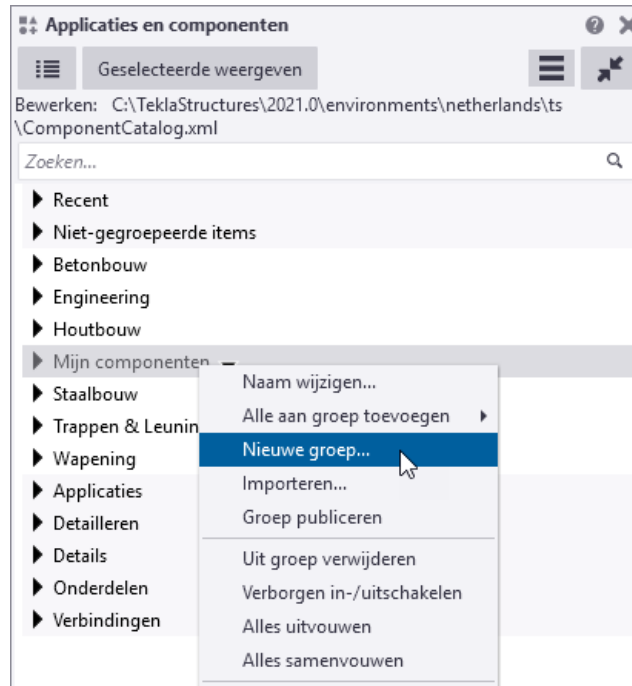 Applicaties en componenten
Geselecteerde weergeven
Bewerken: C:\TeklaStructures\2021.0\environments\netherlands\ts
\ComponentCatalog.xml
Zoeken...
Recent
Niet-gegroepeerde items
Betonbouw
Engineering
Houtbouw
Mijn componenten
Staalbouw
Trappen & Leunin
Wapening
Applicaties
Detailleren
Details
Onderdelen
Verbindingen
Naam wijzigen...
Alle aan groep toevoegen
Nieuwe groep...
Importeren...
Groep publiceren
Uit groep verwijderen
Verborgen in-/uitschakelen
Alles uitvouwen
Alles samenvouwen